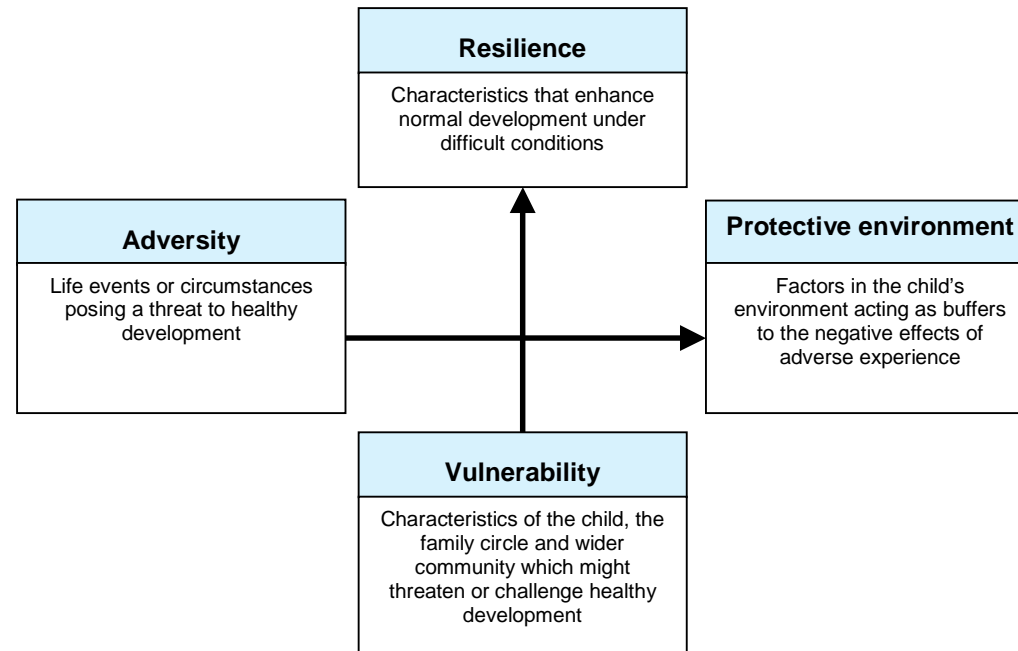 Resilience
Characteristics that enhance
normal development under
difficult conditions
Adversity
Life events or circumstances
posing a threat to healthy
development
Protective environment
Factors in the child’s
environment acting as buffers
to the negative effects of
adverse experience
Vulnerability
Characteristics of the child, the
family circle and wider
community which might
threaten or challenge healthy
development